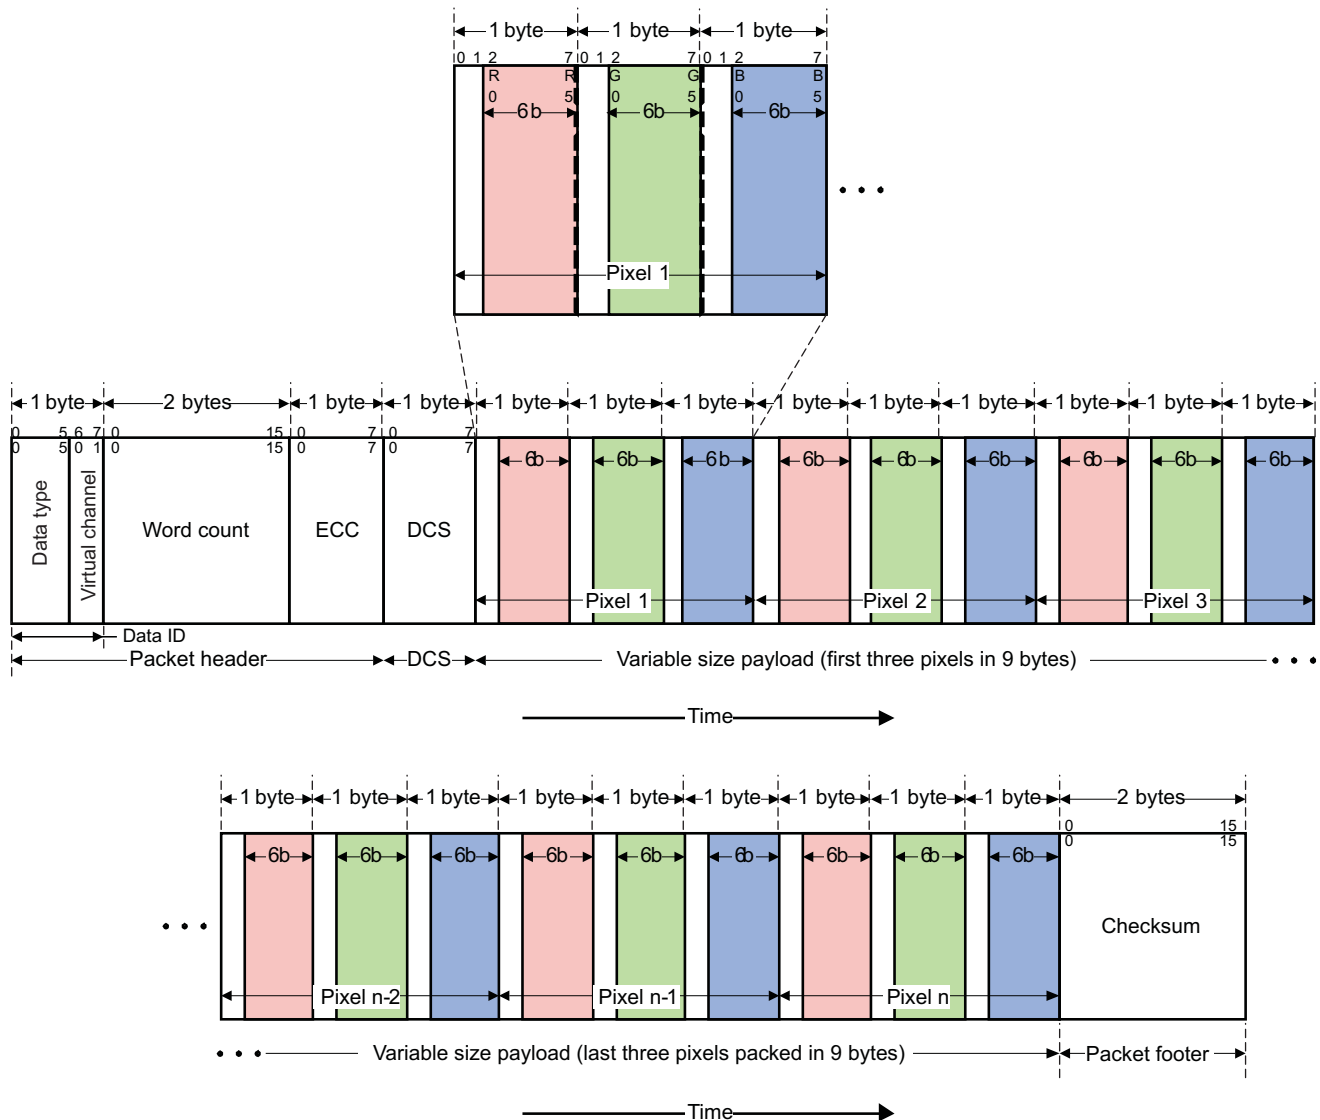 1 byte 1 byte 1 byte
0 1 2 7 0 1 2 7 0 1 2 7
R R G G B B
0 5 0 5 0 5
6b 6b 6b
• • •
Pixel 1
1 byte 2 bytes 1 byte 1 byte 1 byte 1 byte 1 byte 1 byte 1 byte 1 byte 1 byte 1 byte 1 byte
0 5 6 7 0 15 0 7 0 7
0 5 0 1 0 15 0 7 0 7
6b 6b 6b 6b 6b 6b 6b 6b 6b
Data type Virtual channel Word count ECC DCS
Pixel 1 Pixel 2 Pixel 3
Data ID
Packet header DCS Variable size payload (first three pixels in 9 bytes) • • •
Time
1 byte 1 byte 1 byte 1 byte 1 byte 1 byte 1 byte 1 byte 1 byte 2 bytes
0 15
0 15
6b 6b 6b 6b 6b 6b 6b 6b 6b
• • • Checksum
Pixel n-2 Pixel n-1 Pixel n
• • • Variable size payload (last three pixels packed in 9 bytes) Packet footer
Time